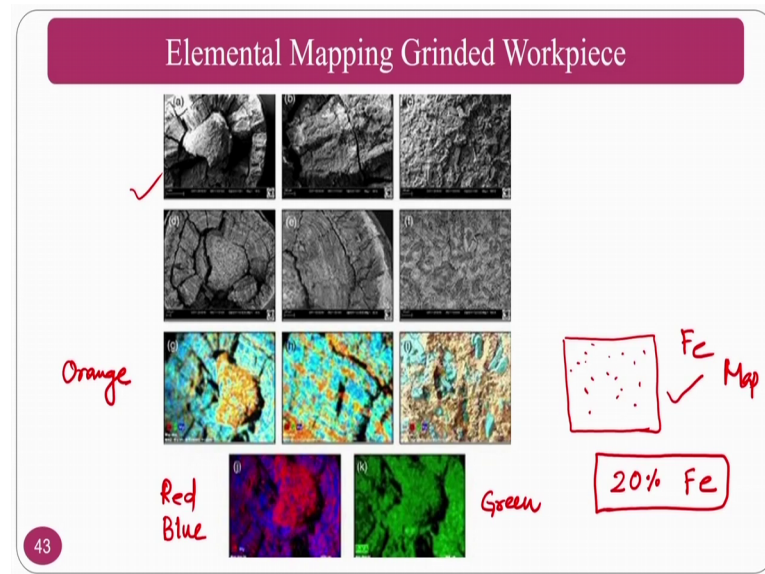 Elemental Mapping Grinded Workpiece
(a)
(b)
(c)
(d)
(e)
(f)
Orange
(g)
(h)
(i)
Fe
Map
(j)
(k)
Red
Blue
Green
20% Fe
43